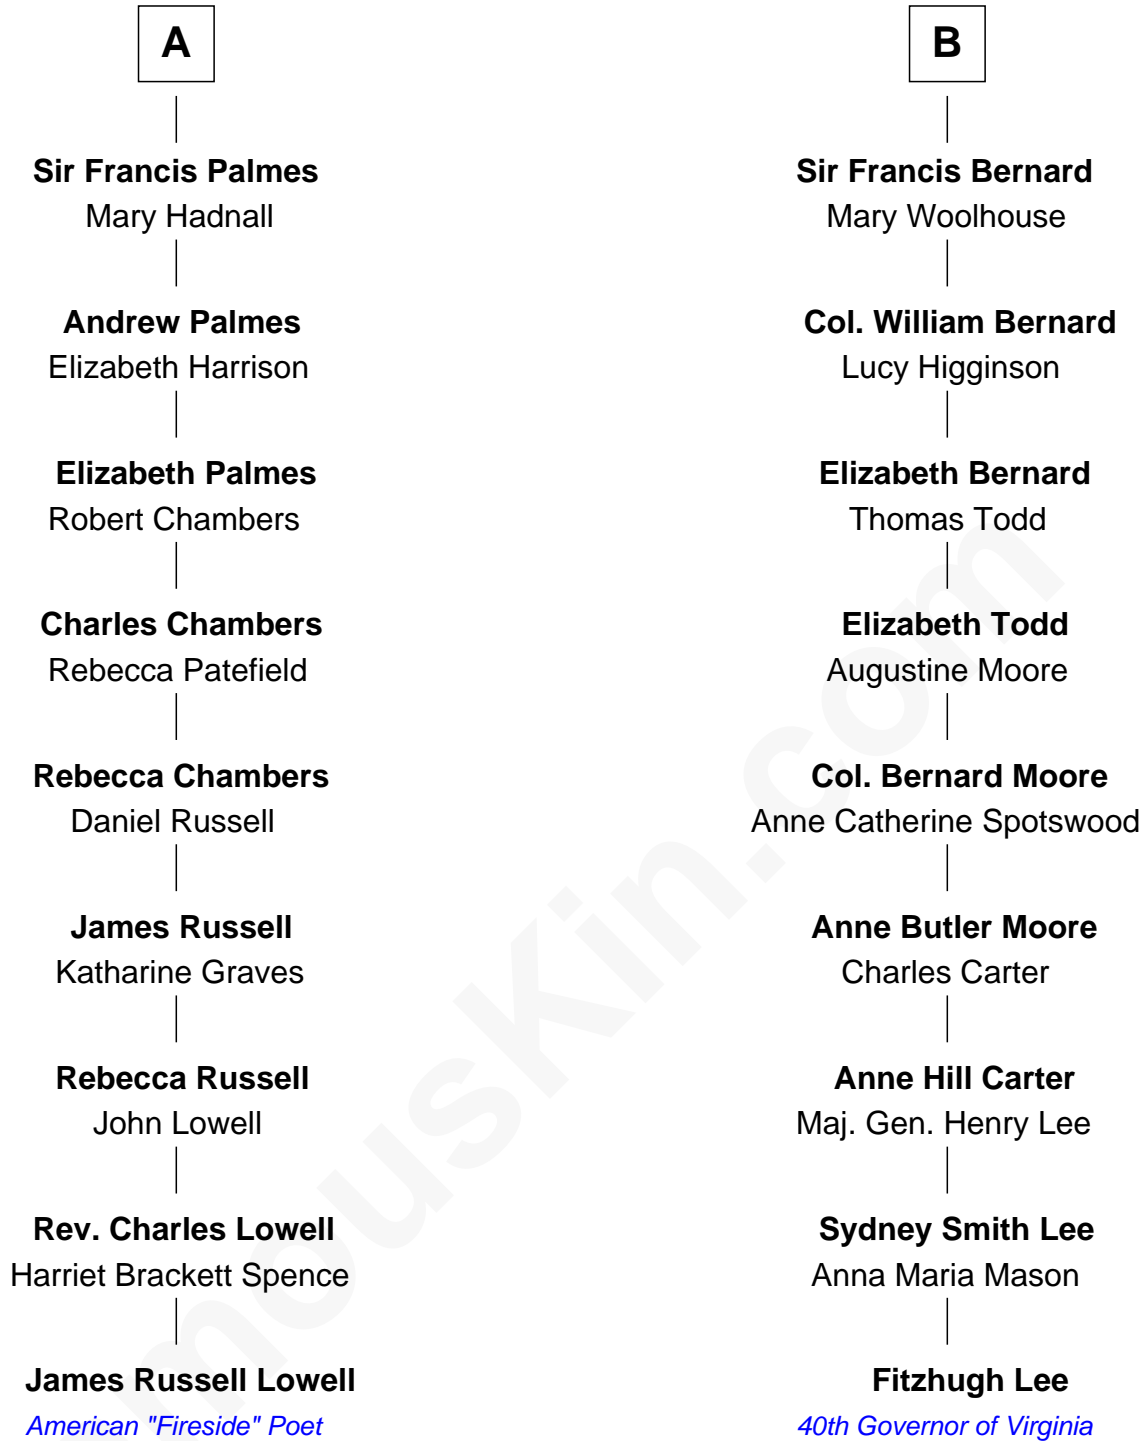 A
Sir Francis Palmes
Mary Hadnall
Andrew Palmes
Elizabeth Harrison
Elizabeth Palmes
Robert Chambers
Charles Chambers
Rebecca Patefield
Rebecca Chambers
Daniel Russell
James Russell
Katharine Graves
Rebecca Russell
John Lowell
Rev. Charles Lowell
Harriet Brackett Spence
James Russell Lowell
American "Fireside" Poet
B
Sir Francis Bernard
Mary Woolhouse
Col. William Bernard
Lucy Higginson
Elizabeth Bernard
Thomas Todd
Elizabeth Todd
Augustine Moore
Col. Bernard Moore
Anne Catherine Spotswood
Anne Butler Moore
Charles Carter
Anne Hill Carter
Maj. Gen. Henry Lee
Sydney Smith Lee
Anna Maria Mason
Fitzhugh Lee
40th Governor of Virginia
mousKin.com